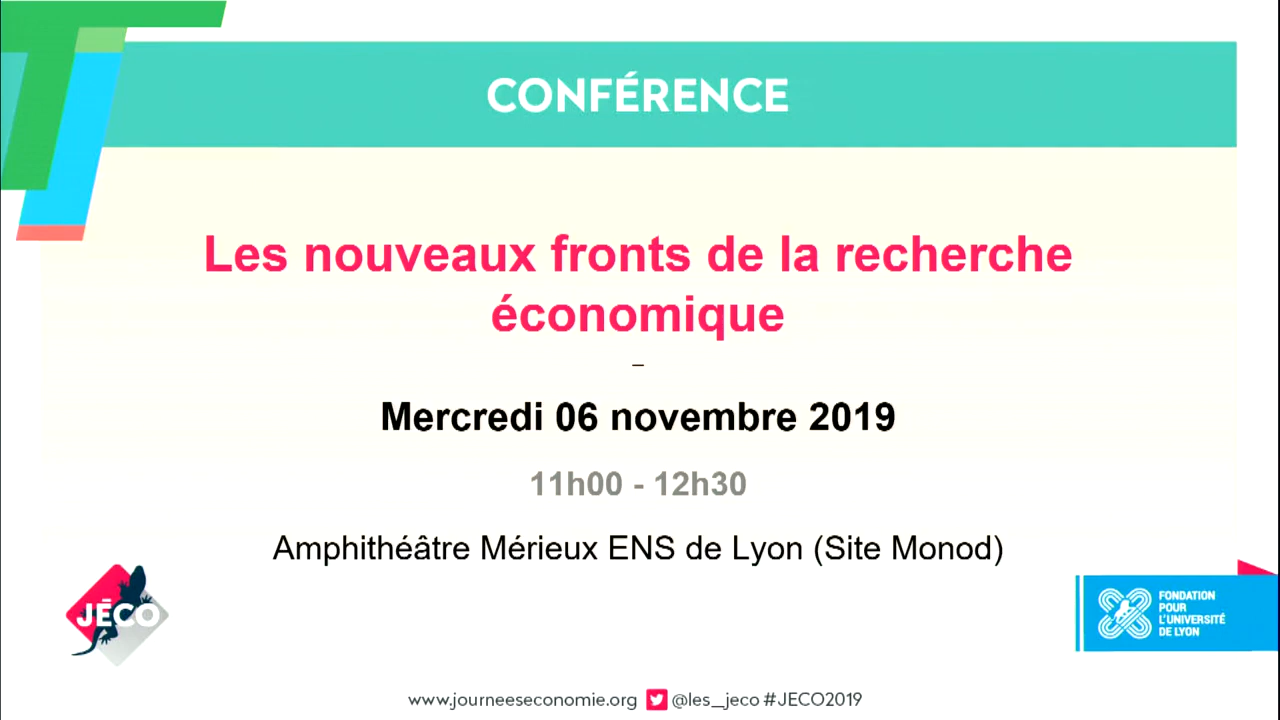 CONFÉRENCE
Les nouveaux fronts de la recherche
économique
–
Mercredi 06 novembre 2019
11h00 - 12h30
Amphithéâtre Mérieux ENS de Lyon (Site Monod)
JÉCO
FONDATION
POUR
L'UNIVERSITÉ
DE LYON
www.journeeseconomie.org @les_jeco #JECO2019